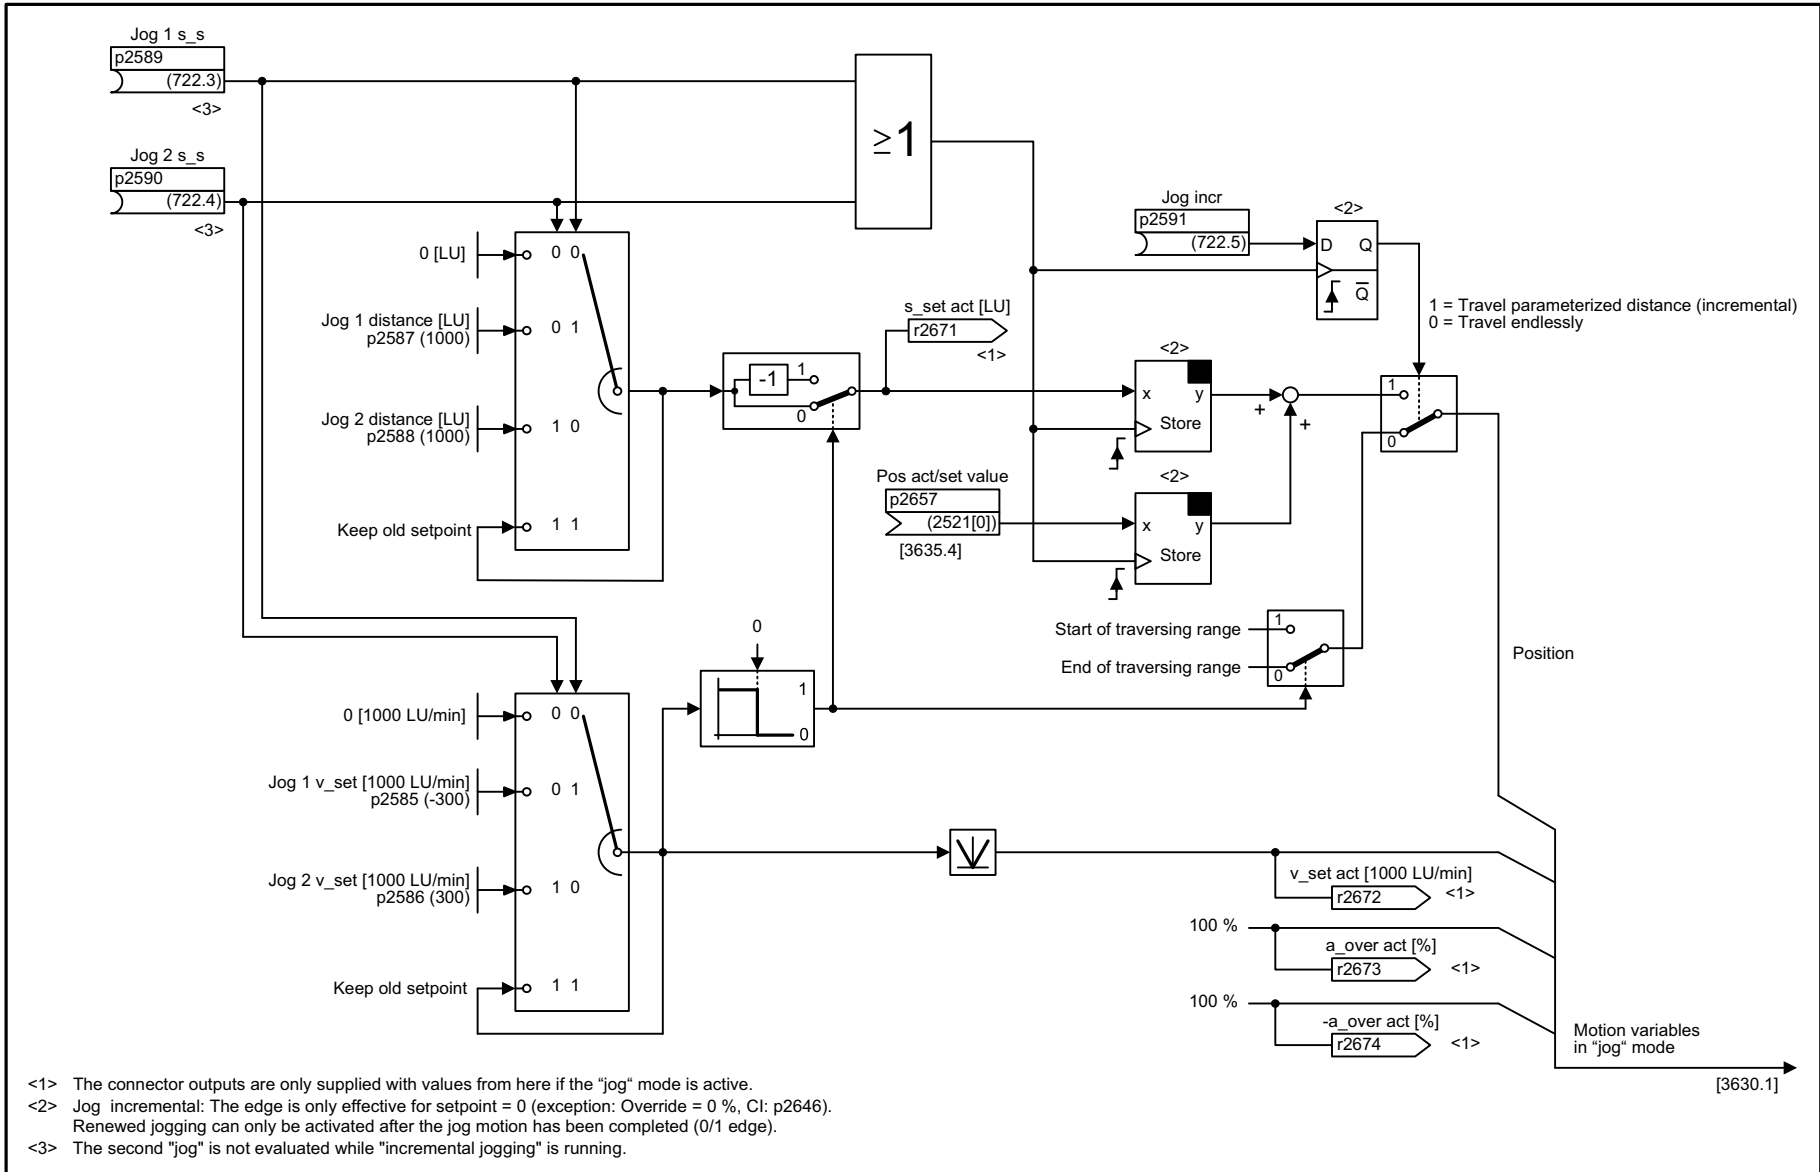 Jog 1 s_s
p2589
(722.3)
<3>
Jog 2 s_s
p2590
(722.4)
<3>
≥1
0 [LU]
0 0
Jog 1 distance [LU]
p2587 (1000)
0 1
Jog 2 distance [LU]
p2588 (1000)
1 0
Keep old setpoint
1 1
-1
1
0
s_set act [LU]
r2671
<1>
Jog incr
p2591
(722.5)
<2>
D Q
Q̅
1 = Travel parameterized distance (incremental)
0 = Travel endlessly
<2>
x y
Store
+
+
1
0
Pos act/set value
p2657
(2521[0])
[3635.4]
<2>
x y
Store
Start of traversing range
End of traversing range
1
0
Position
0
1
0
0 [1000 LU/min]
0 0
Jog 1 v_set [1000 LU/min]
p2585 (-300)
0 1
Jog 2 v_set [1000 LU/min]
p2586 (300)
1 0
Keep old setpoint
1 1
v_set act [1000 LU/min]
r2672
<1>
100 %
a_over act [%]
r2673
<1>
100 %
-a_over act [%]
r2674
<1>
Motion variables
in “jog“ mode
[3630.1]
<1> The connector outputs are only supplied with values from here if the “jog“ mode is active.
<2> Jog incremental: The edge is only effective for setpoint = 0 (exception: Override = 0 %, CI: p2646).
Renewed jogging can only be activated after the jog motion has been completed (0/1 edge).
<3> The second "jog" is not evaluated while "incremental jogging" is running.